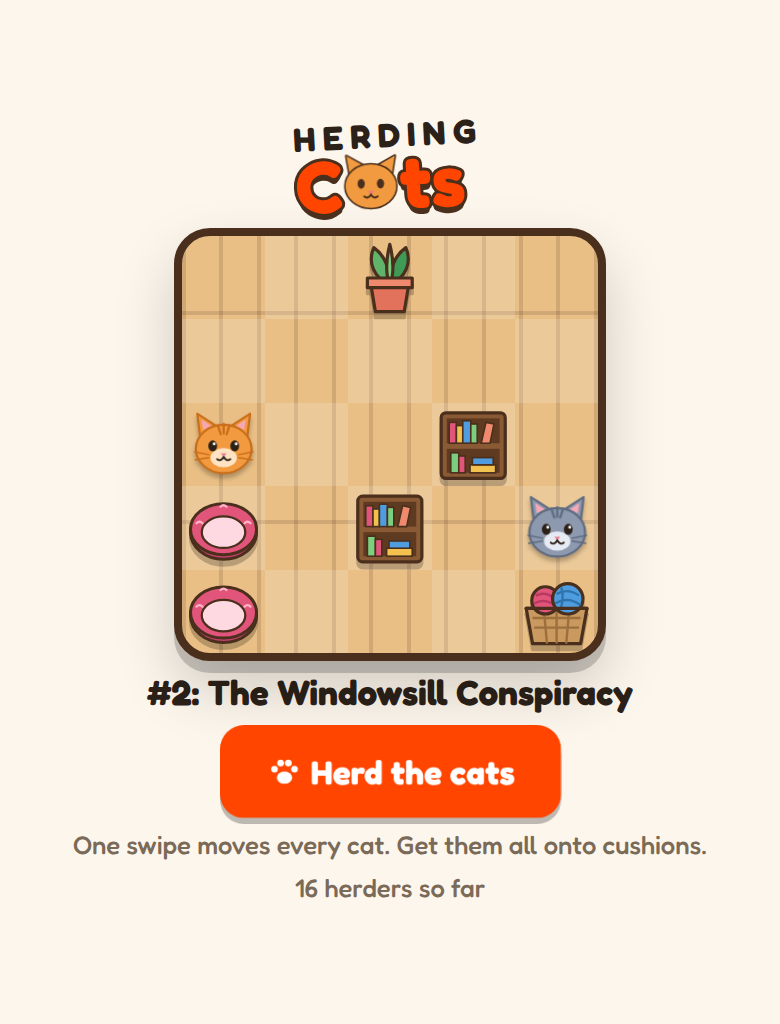 HERDING
Cats
#2: The Windowsill Conspiracy
Herd the cats
One swipe moves every cat. Get them all onto cushions.
16 herders so far